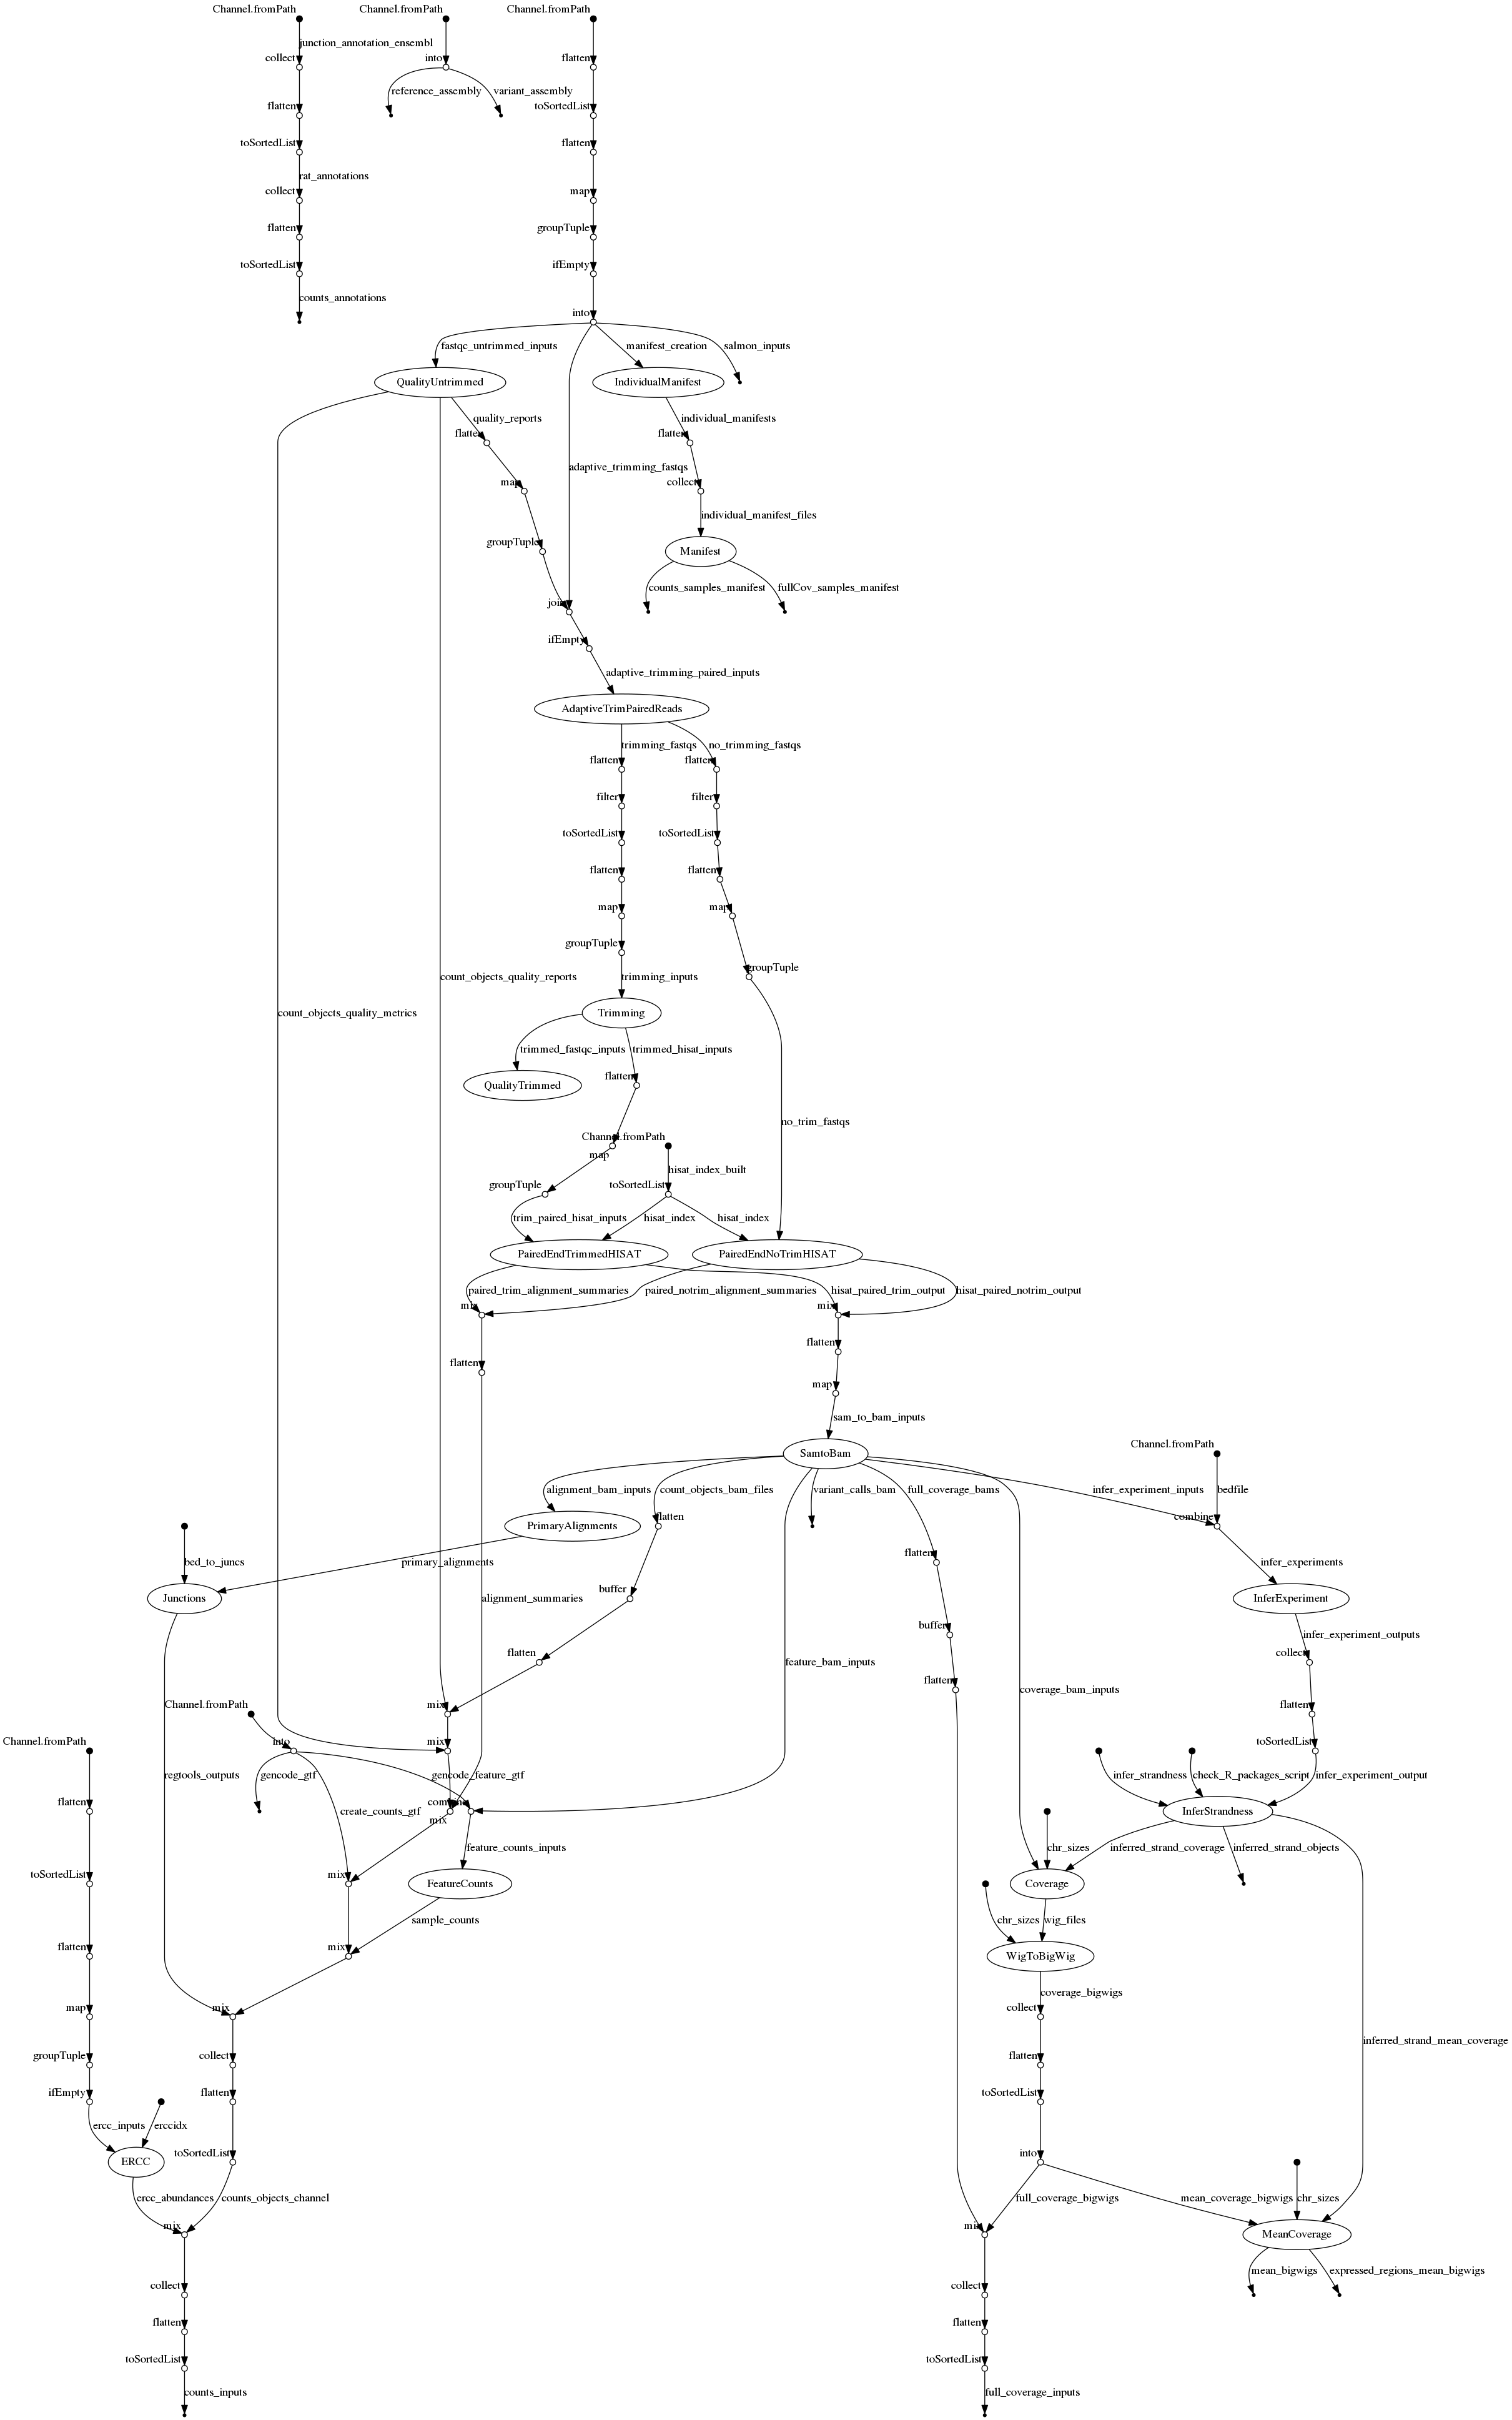 Channel.fromPath
Channel.fromPath
Channel.fromPath
junction_annotation_ensembl
collect
into
flatten
reference_assembly
variant_assembly
flatten
toSortedList
toSortedList
flatten
rat_annotations
collect
map
flatten
groupTuple
toSortedList
ifEmpty
counts_annotations
into
fastqc_untrimmed_inputs
manifest_creation
salmon_inputs
QualityUntrimmed
IndividualManifest
quality_reports
individual_manifests
flatten
flatten
adaptive_trimming_fastqs
map
collect
individual_manifest_files
groupTuple
Manifest
counts_samples_manifest
fullCov_samples_manifest
join
ifEmpty
adaptive_trimming_paired_inputs
AdaptiveTrimPairedReads
trimming_fastqs
no_trimming_fastqs
flatten
flatten
filter
filter
toSortedList
toSortedList
flatten
flatten
map
map
groupTuple
groupTuple
count_objects_quality_reports
trimming_inputs
count_objects_quality_metrics
Trimming
trimmed_fastqc_inputs
trimmed_hisat_inputs
flatten
QualityTrimmed
no_trim_fastqs
Channel.fromPath
map
hisat_index_built
groupTuple
toSortedList
trim_paired_hisat_inputs
hisat_index
hisat_index
PairedEndTrimmedHISAT
PairedEndNoTrimHISAT
paired_trim_alignment_summaries
paired_notrim_alignment_summaries
hisat_paired_trim_output
hisat_paired_notrim_output
mix
mix
flatten
flatten
map
sam_to_bam_inputs
Channel.fromPath
SamtoBam
alignment_bam_inputs
count_objects_bam_files
variant_calls_bam
full_coverage_bams
infer_experiment_inputs
bedfile
flatten
combine
PrimaryAlignments
flatten
bed_to_juncs
primary_alignments
infer_experiments
buffer
Junctions
alignment_summaries
InferExperiment
buffer
infer_experiment_outputs
flatten
collect
feature_bam_inputs
flatten
coverage_bam_inputs
Channel.fromPath
mix
flatten
Channel.fromPath
into
mix
toSortedList
regtools_outputs
gencode_gtf
gencode_feature_gtf
infer_strandness
check_R_packages_script
infer_experiment_output
flatten
create_counts_gtf
combine
mix
InferStrandness
feature_counts_inputs
chr_sizes
inferred_strand_coverage
inferred_strand_objects
toSortedList
mix
FeatureCounts
Coverage
sample_counts
chr_sizes
wig_files
flatten
mix
WigToBigWig
coverage_bigwigs
map
mix
collect
inferred_strand_mean_coverage
groupTuple
collect
flatten
ifEmpty
flatten
toSortedList
ercc_inputs
erccidx
toSortedList
into
ERCC
ercc_abundances
counts_objects_channel
full_coverage_bigwigs
mean_coverage_bigwigs
chr_sizes
mix
mix
MeanCoverage
mean_bigwigs
expressed_regions_mean_bigwigs
collect
collect
flatten
flatten
toSortedList
toSortedList
counts_inputs
full_coverage_inputs